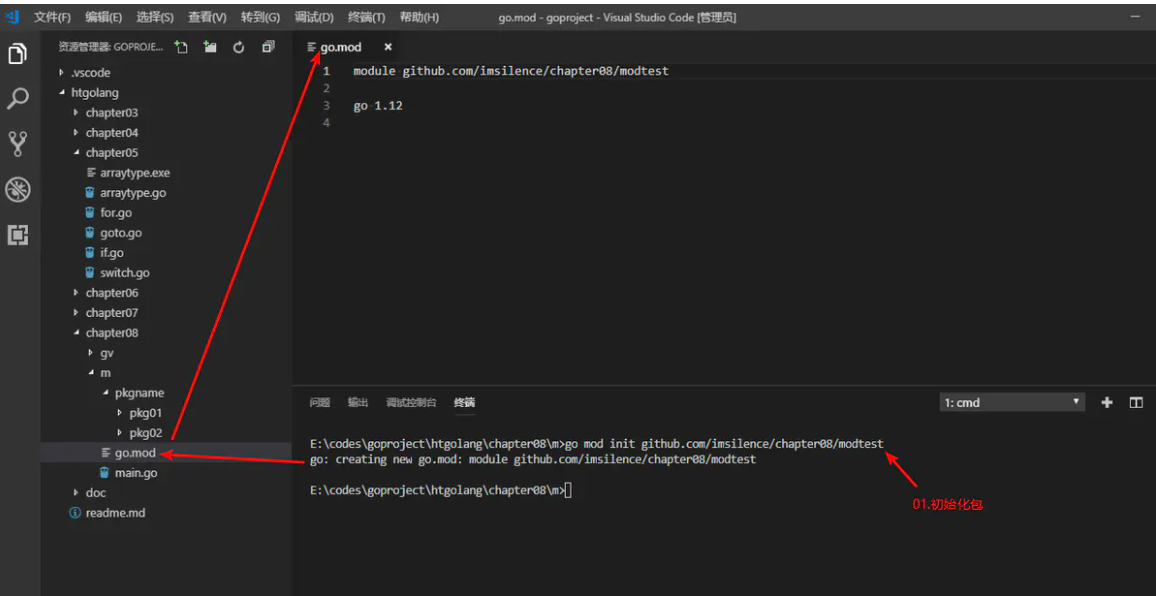 文件(F) 编辑(E) 选择(S) 查看(V) 转到(G) 调试(D) 终端(T) 帮助(H) go.mod - goproject - Visual Studio Code [管理员]
资源管理器: GOPROJE...
.vscode
htgolang
chapter03
chapter04
chapter05
arraytype.exe
arraytype.go
for.go
goto.go
if.go
switch.go
chapter06
chapter07
chapter08
gv
m
pkgname
pkg01
pkg02
go.mod
main.go
doc
readme.md
go.mod
1 module github.com/imsilence/chapter08/modtest
2
3 go 1.12
4
问题 输出 调试控制台 终端 1: cmd
E:\codes\goproject\htgolang\chapter08\m>go mod init github.com/imsilence/chapter08/modtest
go: creating new go.mod: module github.com/imsilence/chapter08/modtest
E:\codes\goproject\htgolang\chapter08\m>
01.初始化包